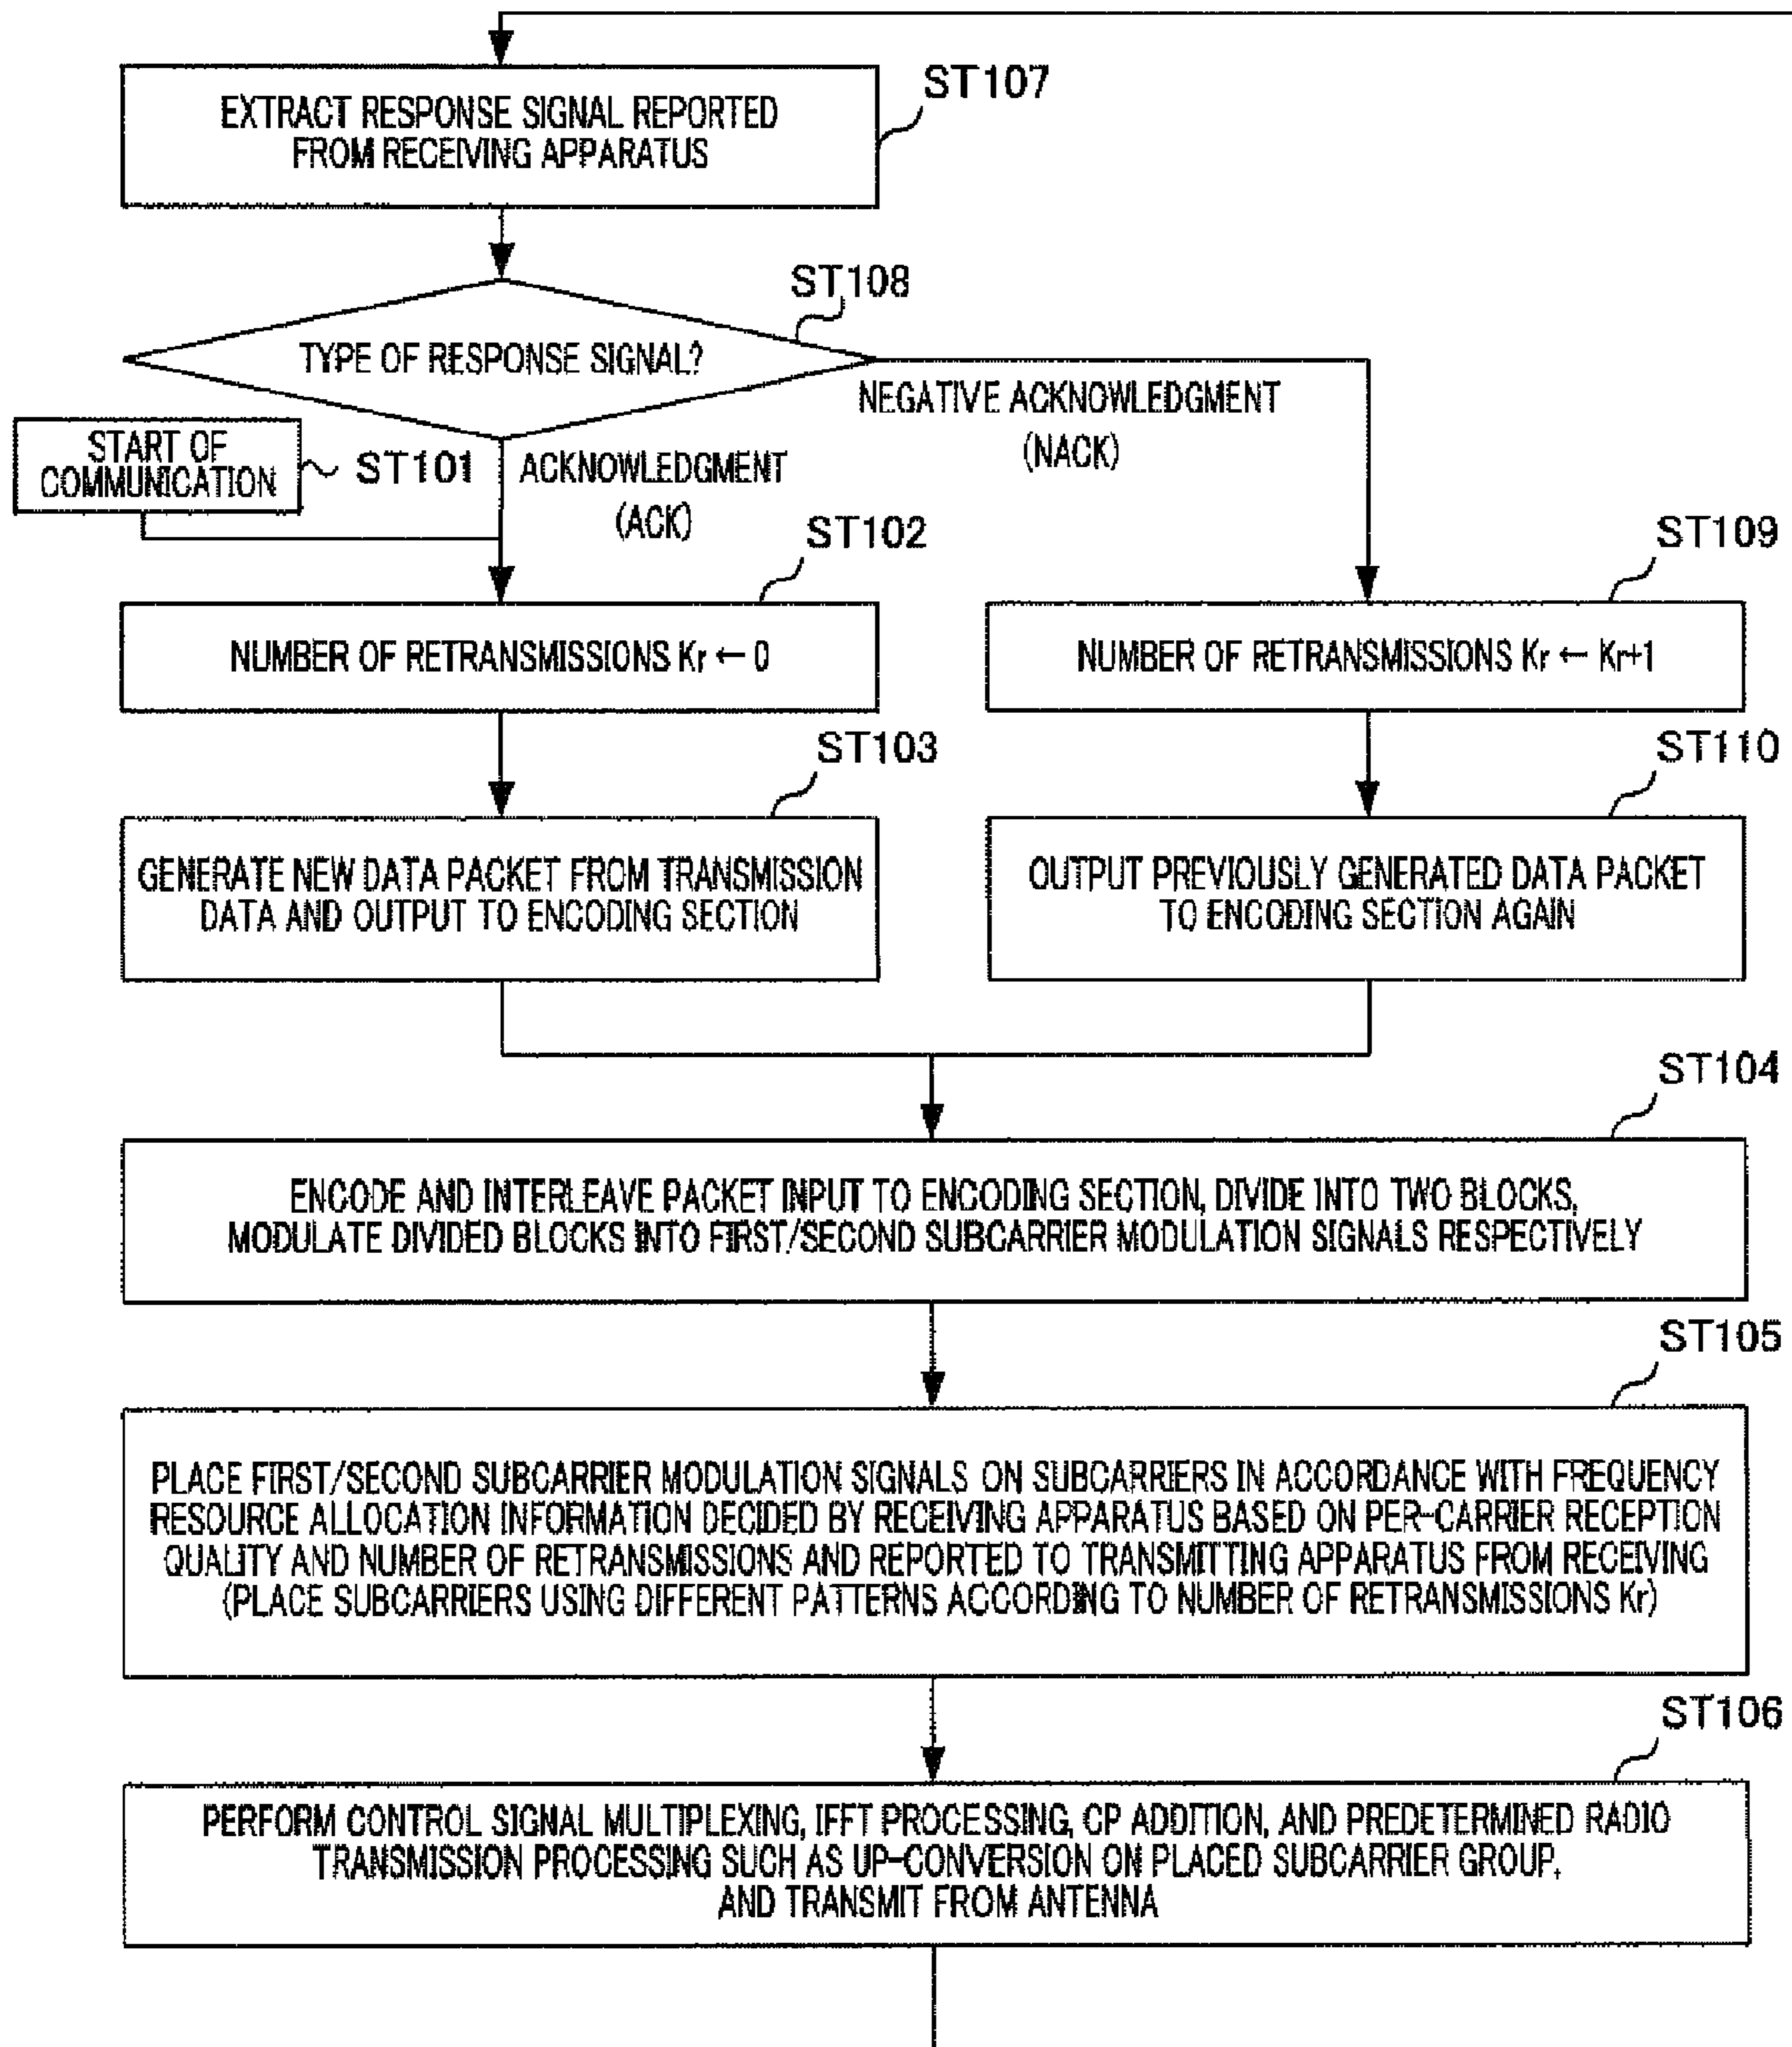 ST107
EXTRACT RESPONSE SIGNAL REPORTED
FROM RECEIVING APPARATUS
ST108
TYPE OF RESPONSE SIGNAL?
NEGATIVE ACKNOWLEDGMENT
(NACK)
START OF
COMMUNICATION
ST101
ACKNOWLEDGMENT
(ACK)
ST102
NUMBER OF RETRANSMISSIONS Kr ← 0
ST109
NUMBER OF RETRANSMISSIONS Kr ← Kr+1
ST103
GENERATE NEW DATA PACKET FROM TRANSMISSION
DATA AND OUTPUT TO ENCODING SECTION
ST110
OUTPUT PREVIOUSLY GENERATED DATA PACKET
TO ENCODING SECTION AGAIN
ST104
ENCODE AND INTERLEAVE PACKET INPUT TO ENCODING SECTION, DIVIDE INTO TWO BLOCKS,
MODULATE DIVIDED BLOCKS INTO FIRST/SECOND SUBCARRIER MODULATION SIGNALS RESPECTIVELY
ST105
PLACE FIRST/SECOND SUBCARRIER MODULATION SIGNALS ON SUBCARRIERS IN ACCORDANCE WITH FREQUENCY
RESOURCE ALLOCATION INFORMATION DECIDED BY RECEIVING APPARATUS BASED ON PER-CARRIER RECEPTION
QUALITY AND NUMBER OF RETRANSMISSIONS AND REPORTED TO TRANSMITTING APPARATUS FROM RECEIVING
(PLACE SUBCARRIERS USING DIFFERENT PATTERNS ACCORDING TO NUMBER OF RETRANSMISSIONS Kr)
ST106
PERFORM CONTROL SIGNAL MULTIPLEXING, IFFT PROCESSING, CP ADDITION, AND PREDETERMINED RADIO
TRANSMISSION PROCESSING SUCH AS UP-CONVERSION ON PLACED SUBCARRIER GROUP,
AND TRANSMIT FROM ANTENNA